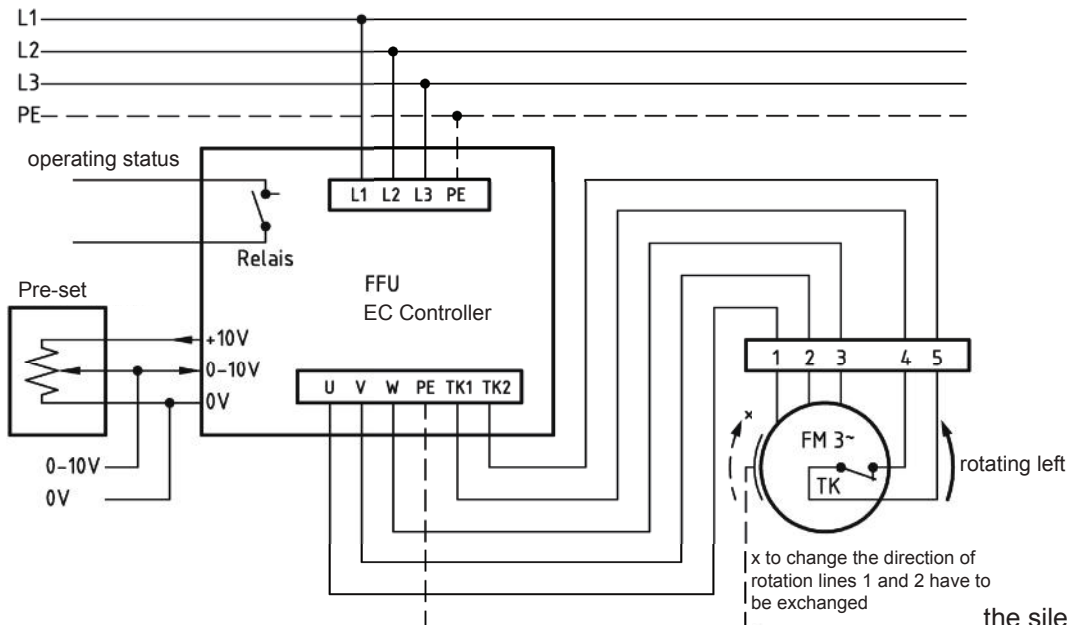 L1
L2
L3
PE
operating status
L1 L2 L3 PE
Relais
FFU
EC Controller
Pre-set
+10V
0-10V
0V
U V W PE TK1 TK2
0-10V
0V
1 2 3 4 5
x
FM 3~
TK
rotating left
x to change the direction of
rotation lines 1 and 2 have to
be exchanged
the sile